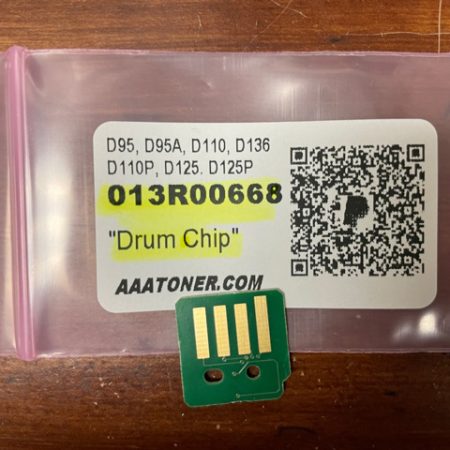 D95, D95A, D110, D136
D110P, D125. D125P
013R00668
"Drum Chip"
AAATONER.COM